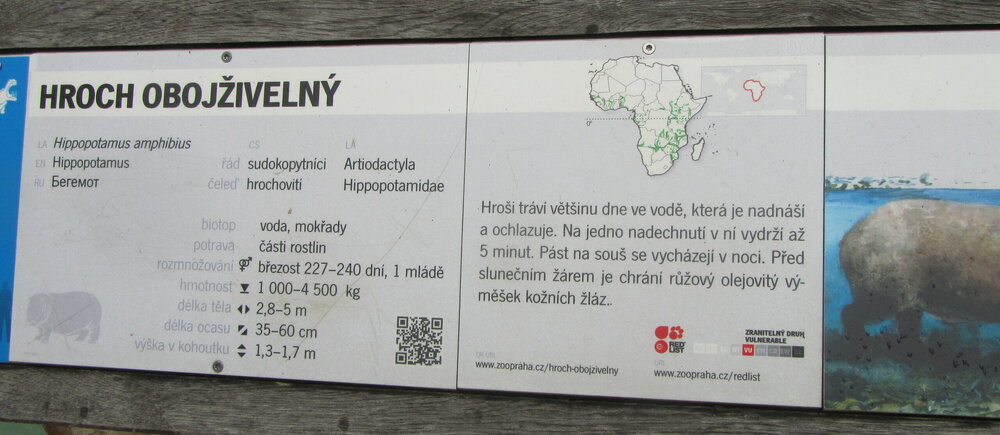 HROCH OBOJŽIVELNÝ
LA Hippopotamus amphibius
EN Hippopotamus
RU Бегемот
CS LA
řád sudokopytníci Artiodactyla
čeleď hrochovití Hippopotamidae
biotop voda, mokřady
potrava části rostlin
rozmnožování březost 227–240 dní, 1 mládě
hmotnost 1 000–4 500 kg
délka těla 2,8–5 m
délka ocasu 35–60 cm
výška v kohoutku 1,3–1,7 m
0°
Hroši tráví většinu dne ve vodě, která je nadnáší
a ochlazuje. Na jedno nadechnutí v ní vydrží až
5 minut. Pást na souš se vycházejí v noci. Před
slunečním žárem je chrání růžový olejovitý vý-
měšek kožních žláz..
QR URL
www.zoopraha.cz/hroch-obojzivelny
RED LIST
ZRANITELNÝ DRUH
VULNERABLE
VU
URL
www.zoopraha.cz/redlist